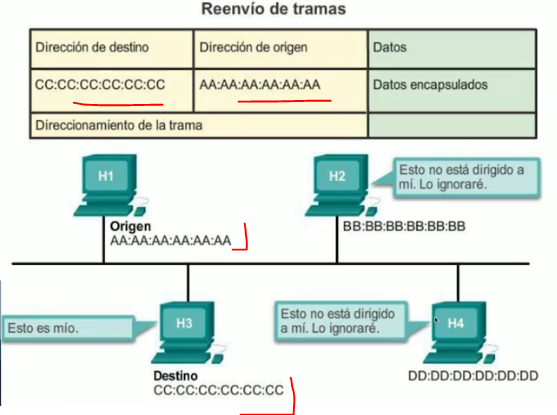 Reenvío de tramas
Dirección de destino
Dirección de origen
Datos
CC:CC:CC:CC:CC:CC
AA:AA:AA:AA:AA:AA
Datos encapsulados
Direccionamiento de la trama
H1
H2
Esto no está dirigido a
mí. Lo ignoraré.
Origen
AA:AA:AA:AA:AA:AA
BB:BB:BB:BB:BB:BB
Esto es mío.
H3
Esto no está dirigido
a mí. Lo ignoraré.
H4
Destino
CC:CC:CC:CC:CC:CC
DD:DD:DD:DD:DD:DD